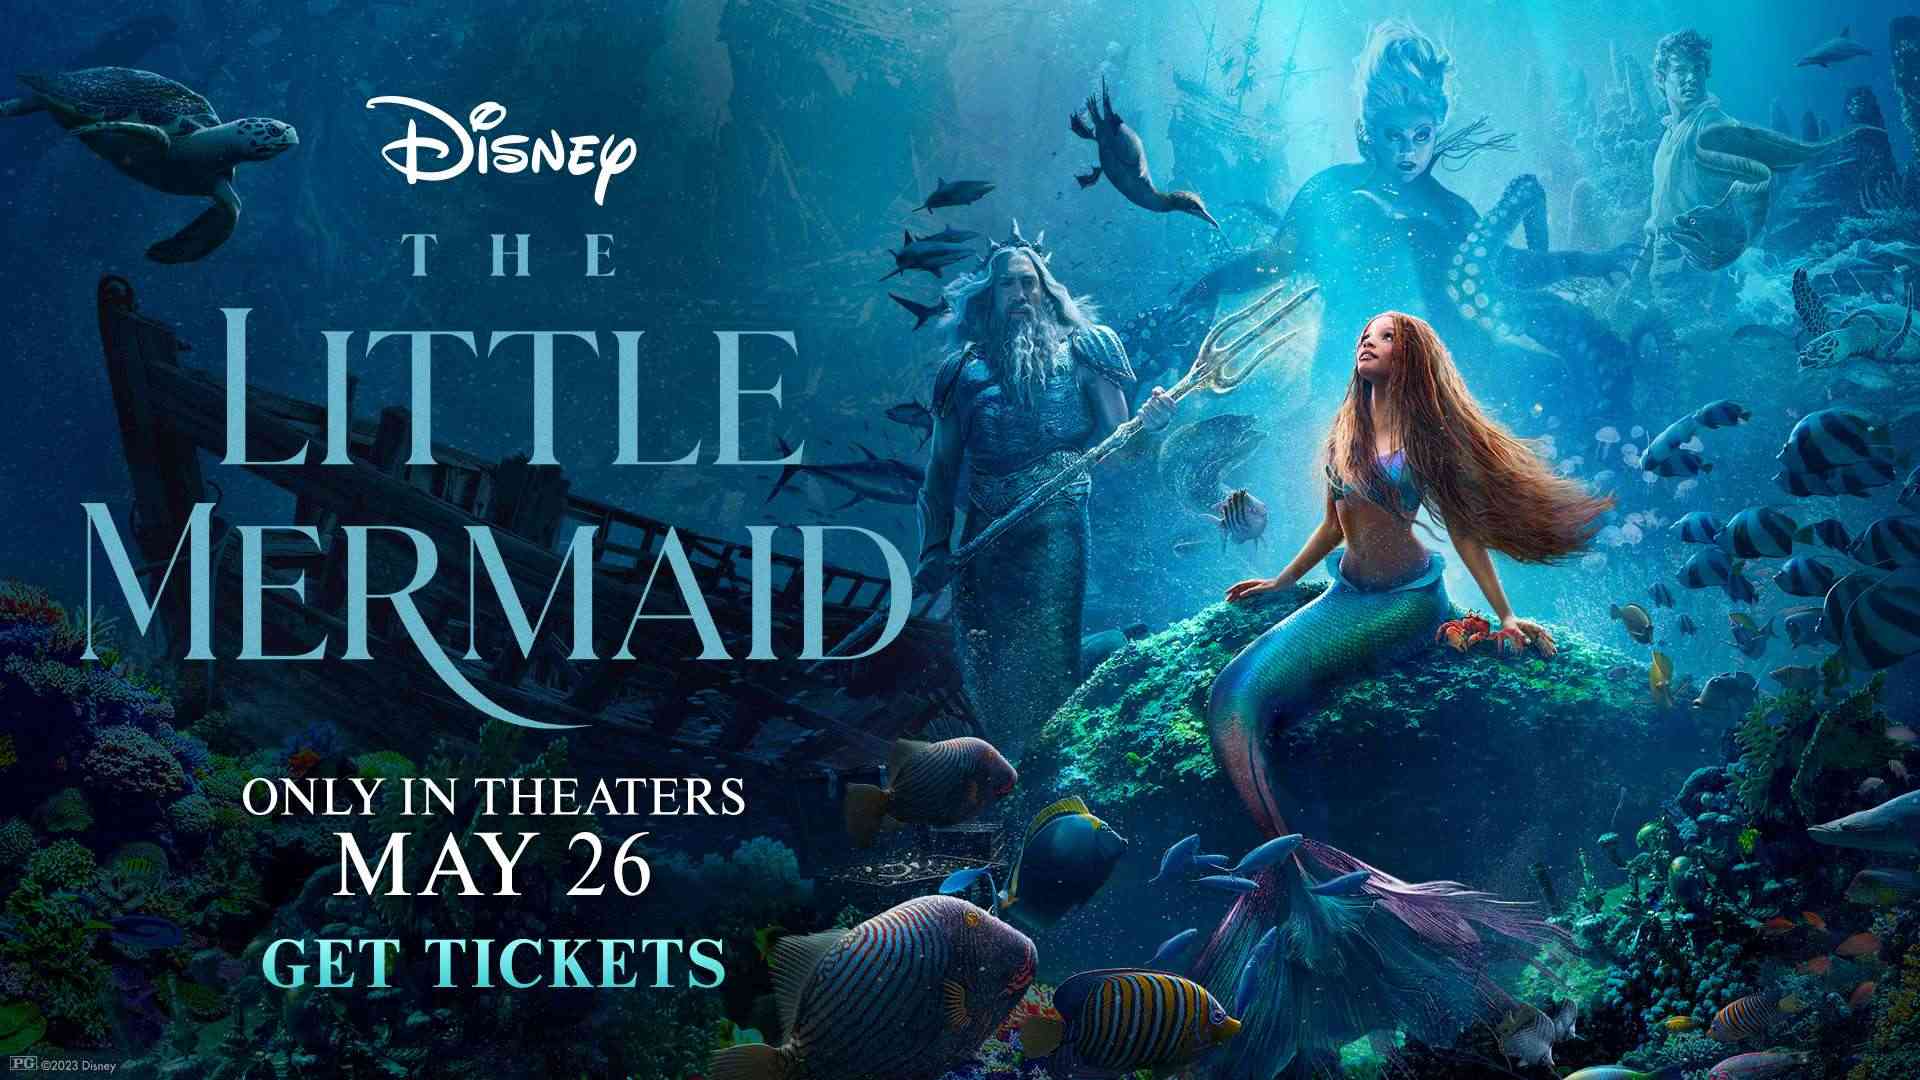 DISNEY
THE
LITTLE
MERMAID
ONLY IN THEATERS
MAY 26
GET TICKETS
PG ©2023 Disney